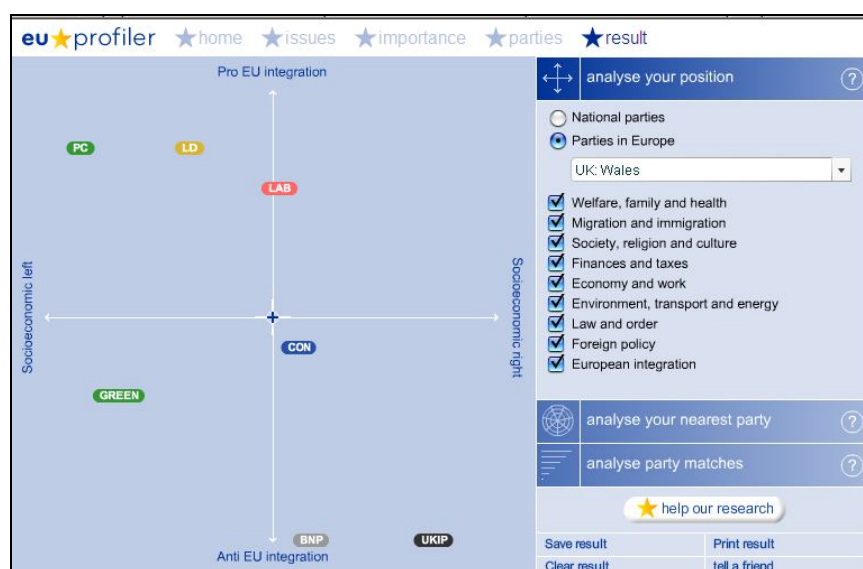 eu profiler home issues importance parties result
Pro EU integration
PC
LD
LAB
Socioeconomic left
Socioeconomic right
CON
GREEN
BNP
UKIP
Anti EU integration
analyse your position ?
National parties
Parties in Europe
UK: Wales
Welfare, family and health
Migration and immigration
Society, religion and culture
Finances and taxes
Economy and work
Environment, transport and energy
Law and order
Foreign policy
European integration
analyse your nearest party ?
analyse party matches ?
help our research
Save result Print result
Clear result tell a friend